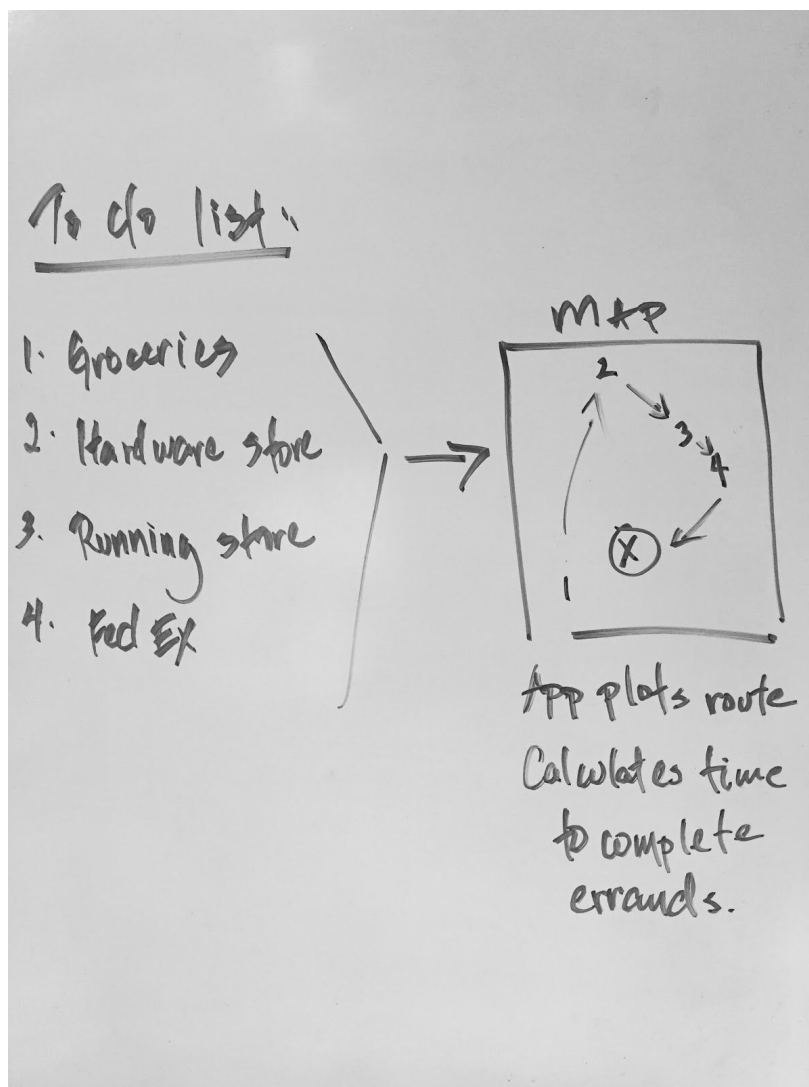 To do list:
1. Groceries
2. Hardware store
3. Running store
4. Fed EX
MAP
2
3
4
X
1
App plots route
Calculates time
to complete
errands.